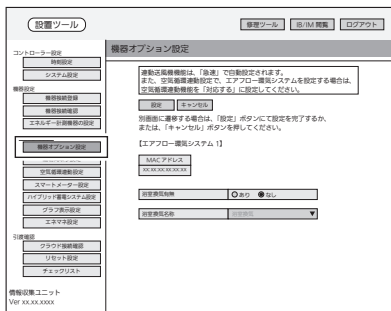 設置ツール
修理ツール
IB/IM 閲覧
ログアウト
コントローラー設定
時刻設定
システム設定
機器設定
機器接続登録
機器接続確認
エネルギー計測機器の設定
機器オプション設定
空気循環連動設定
スマートメーター設定
ハイブリッド蓄電システム設定
グラフ表示設定
エネマネ設定
引渡確認
クラウド接続確認
リセット設定
チェックリスト
情報収集ユニット
Ver xx.xx.xxxx
機器オプション設定
連動送風機機能は、「急速」で自動設定されます。
また、空気循環連動設定で、エアフロー環気システムを設定する場合は、
空気循環連動機能を「対応する」に設定してください。
設定
キャンセル
別画面に遷移する場合は、「設定」ボタンにて設定を完了するか、
または、「キャンセル」ボタンを押してください。
【エアフロー環気システム 1】
MAC アドレス
xx:xx:xx:xx:xx:xx
浴室換気有無
あり
なし
浴室換気名称
浴室換気